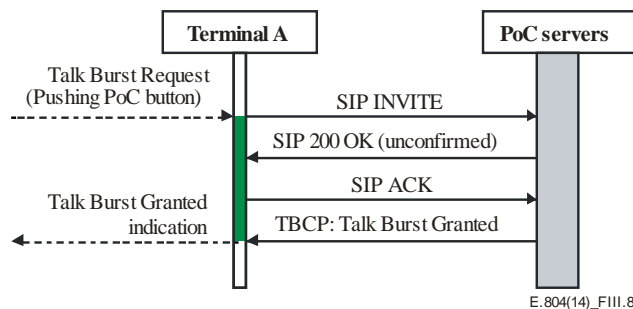 Terminal A
PoC servers
Talk Burst Request
(Pushing PoC button)
SIP INVITE
SIP 200 OK (unconfirmed)
SIP ACK
Talk Burst Granted
indication
TBCP: Talk Burst Granted
E.804(14)_FIII.8